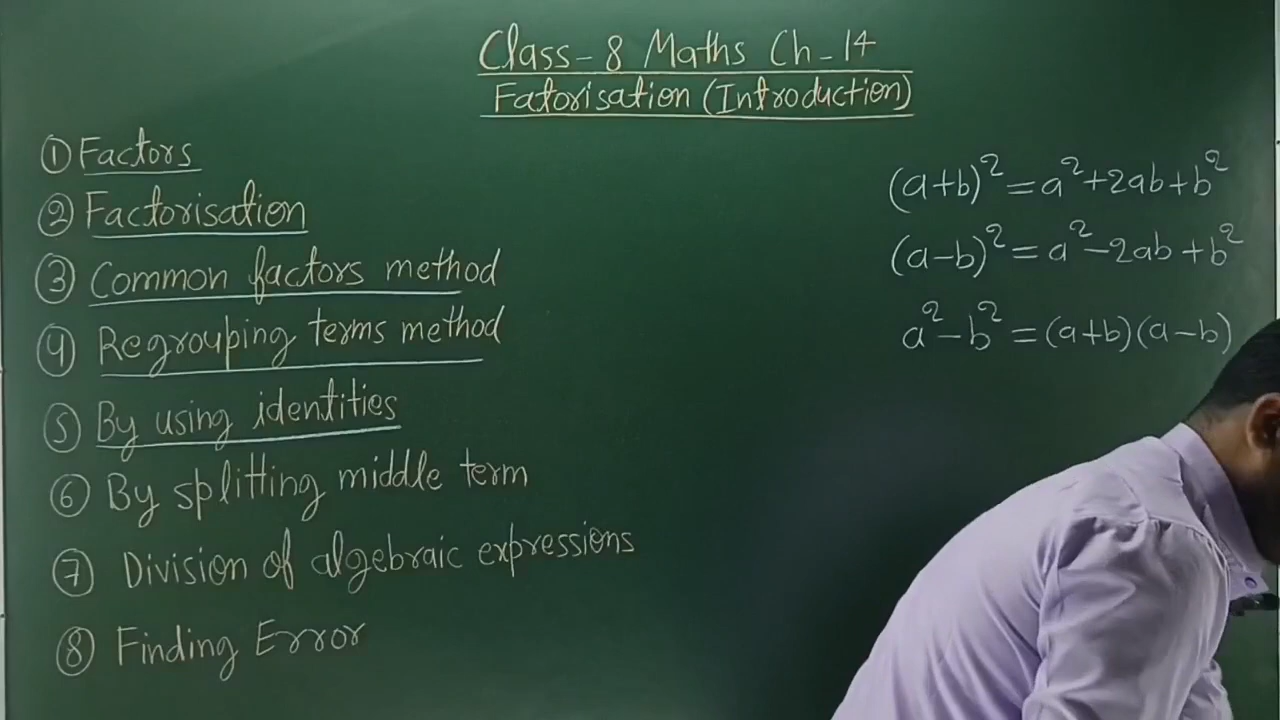 Class-8 Maths Ch-14
Fatorisation (Introduction)
① Factors
② Factorisation
③ Common factors method
④ Regrouping terms method
⑤ By using identities
⑥ By splitting middle term
⑦ Division of algebraic expressions
⑧ Finding Error
(a+b)²=a²+2ab+b²
(a-b)²=a²-2ab+b²
a²-b²=(a+b)(a-b)